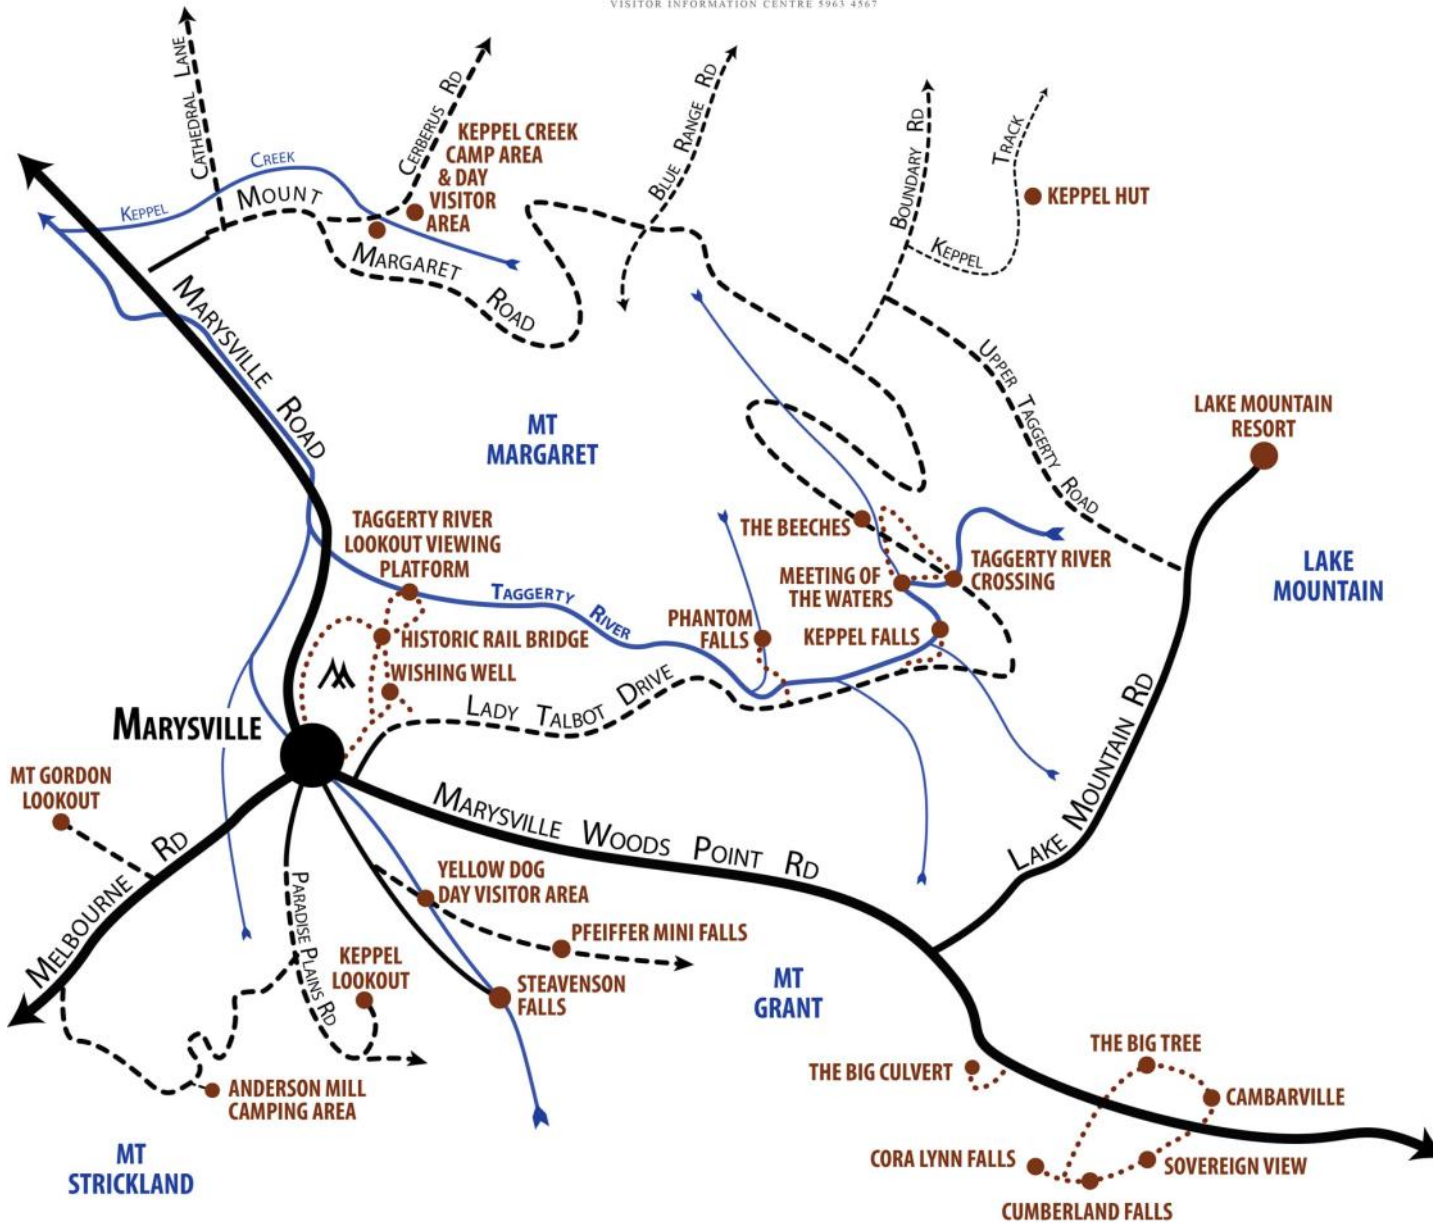 VISITOR INFORMATION CENTRE 5963 4567
CATHEDRAL LANE
CERBERUS RD
BLUE RANGE RD
BOUNDARY RD
KEPPEL TRACK
KEPPEL CREEK
CAMP AREA
& DAY
VISITOR
AREA
KEPPEL HUT
KEPPEL CREEK
MOUNT MARGARET ROAD
MARYSVILLE ROAD
UPPER TAGGERTY ROAD
LAKE MOUNTAIN
RESORT
MT
MARGARET
TAGGERTY RIVER
LOOKOUT VIEWING
PLATFORM
THE BEECHES
TAGGERTY RIVER
CROSSING
LAKE
MOUNTAIN
MEETING OF
THE WATERS
TAGGERTY RIVER
PHANTOM
FALLS
KEPPEL FALLS
HISTORIC RAIL BRIDGE
WISHING WELL
LADY TALBOT DRIVE
MARYSVILLE
LAKE MOUNTAIN RD
MT GORDON
LOOKOUT
MARYSVILLE WOODS POINT RD
MELBOURNE RD
PARADISE PLAINS RD
YELLOW DOG
DAY VISITOR AREA
PFEIFFER MINI FALLS
KEPPEL
LOOKOUT
STEAVENSON
FALLS
MT
GRANT
THE BIG TREE
THE BIG CULVERT
CAMBARVILLE
ANDERSON MILL
CAMPING AREA
CORA LYNN FALLS
SOVEREIGN VIEW
CUMBERLAND FALLS
MT
STRICKLAND